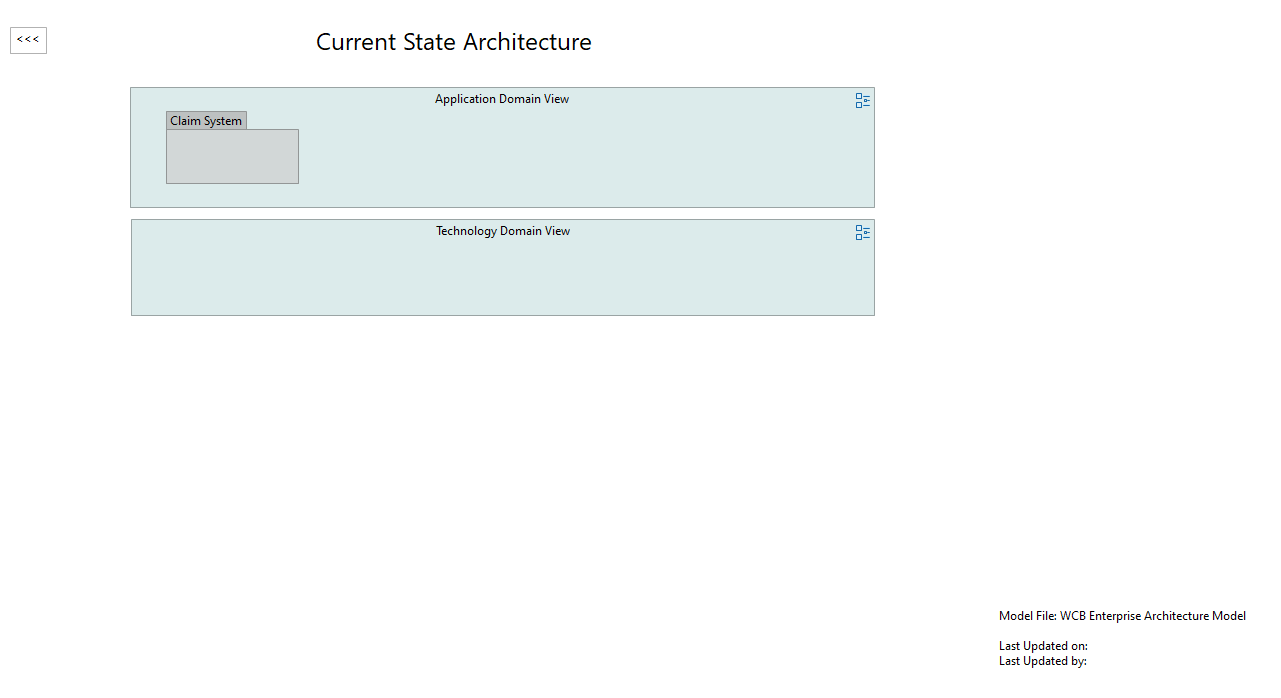 <<<
Current State Architecture
Application Domain View
Claim System
Technology Domain View
Model File: WCB Enterprise Architecture Model
Last Updated on:
Last Updated by: